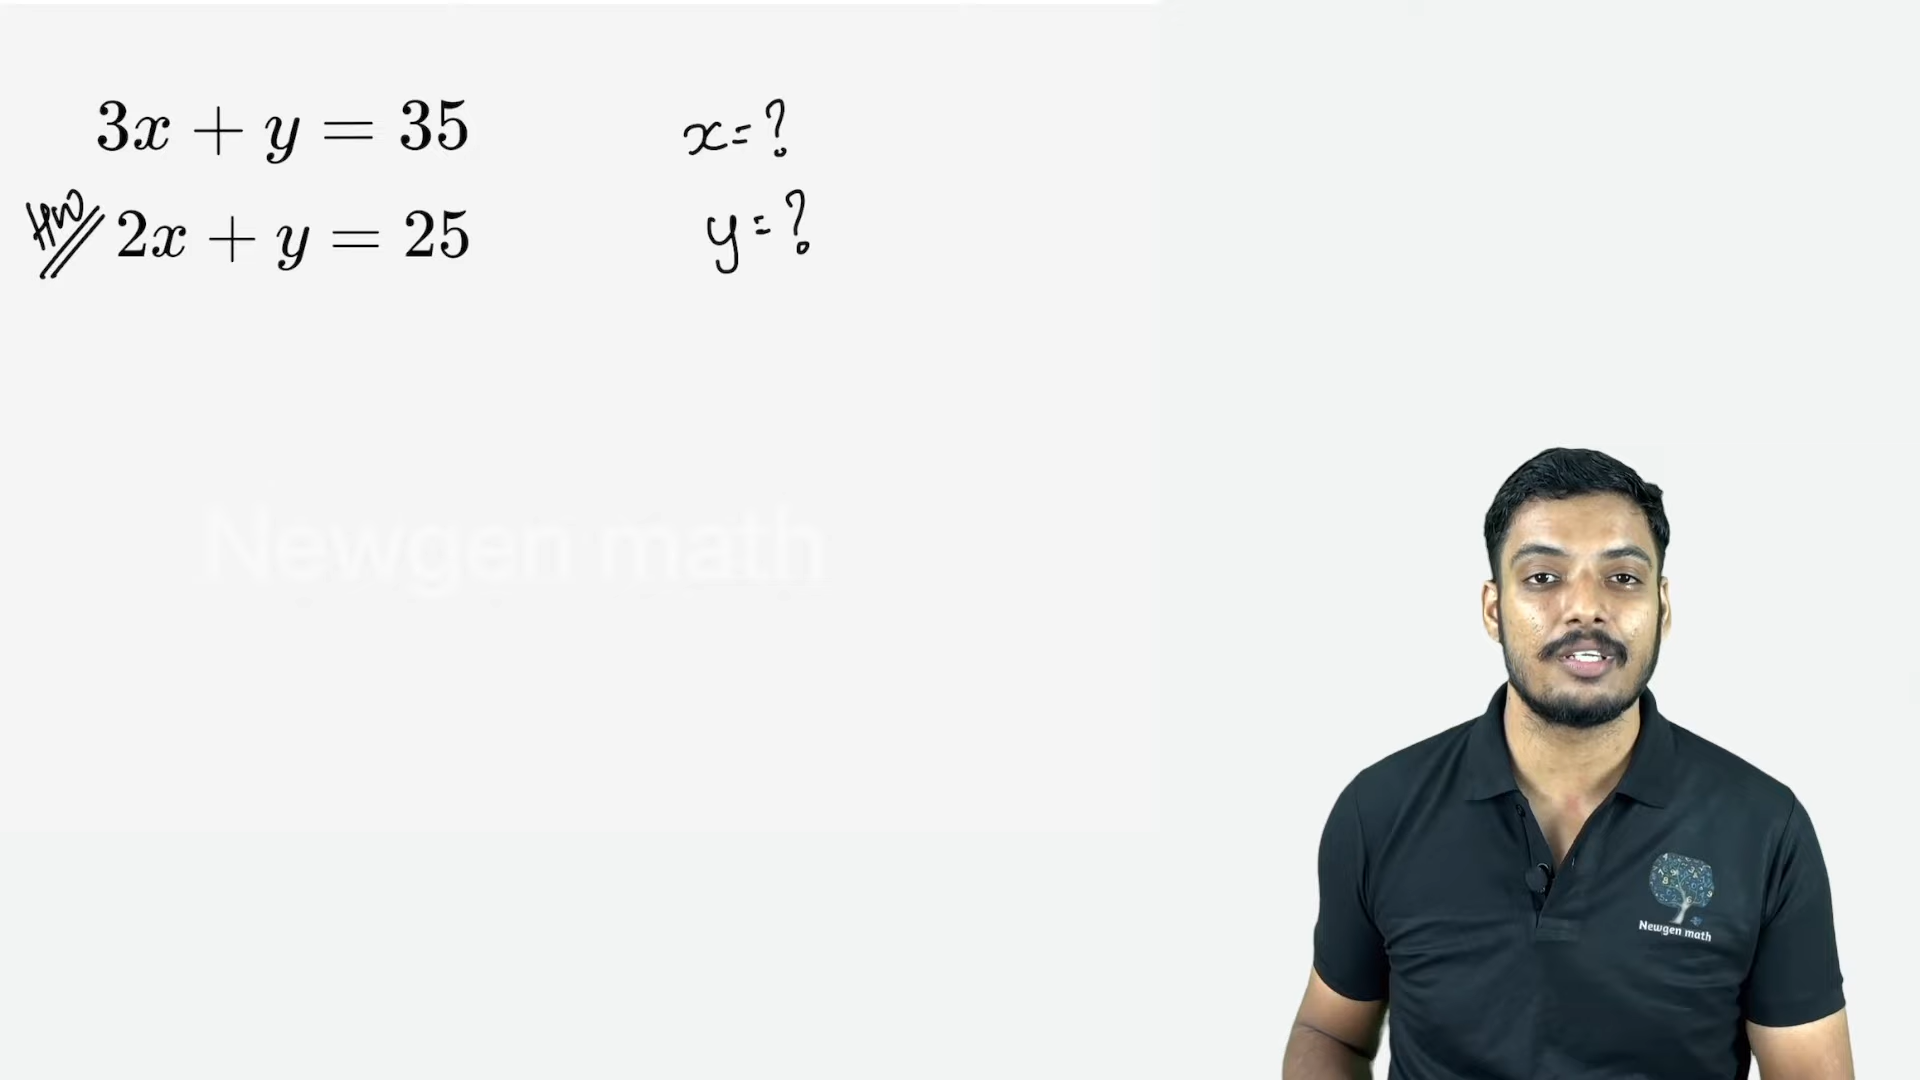 3x + y = 35
x = ?
HW 2x + y = 25
y = ?
Newgen math
Newgen math